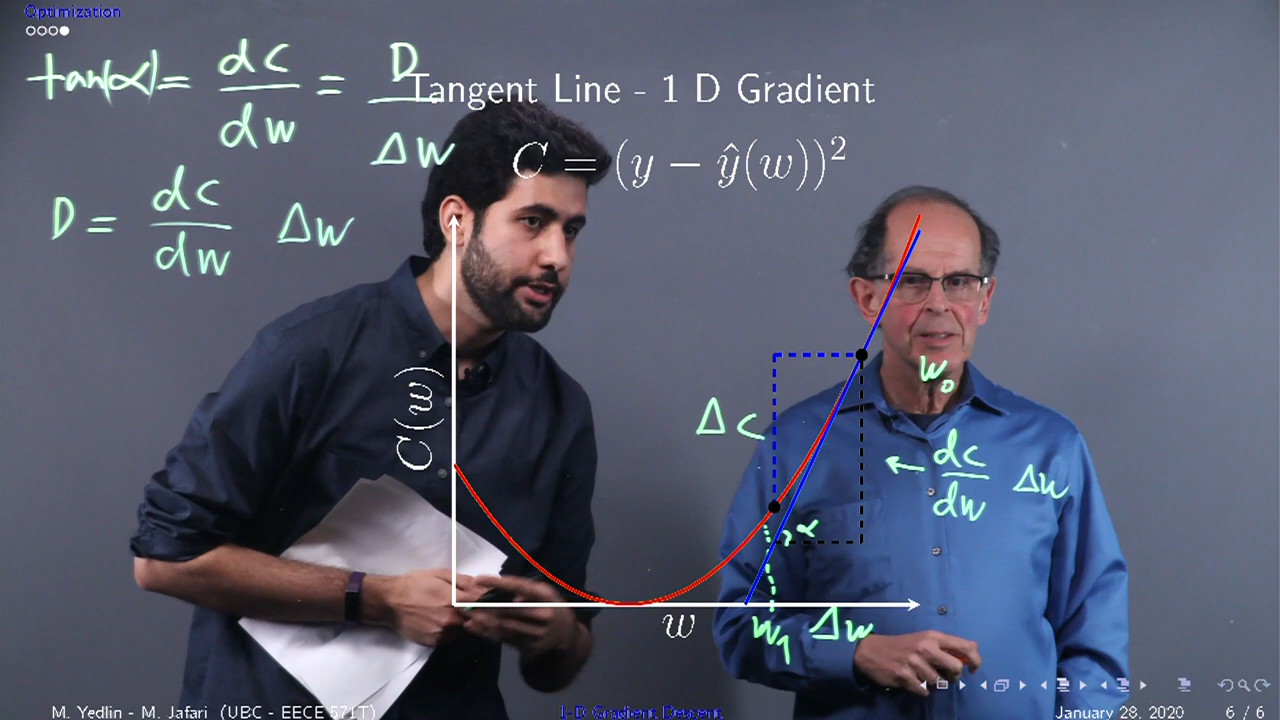 Optimization
tan(α) = dC/dw = D/Δw
Tangent Line - 1 D Gradient
C = (y − ŷ(w))²
D = dC/dw Δw
C(w)
w₀
ΔC
← dC/dw Δw
α
w
w₁ Δw
M. Yedlin - M. Jafari (UBC - EECE 571T)
1-D Gradient Descent
January 28, 2020
6 / 6